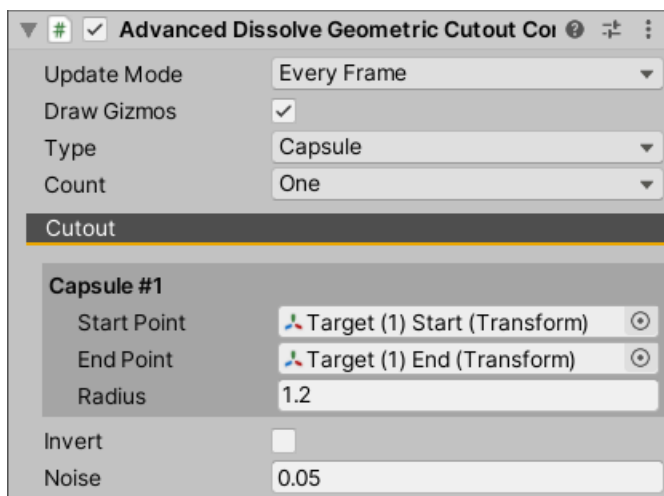 # Advanced Dissolve Geometric Cutout Co
Update Mode Every Frame
Draw Gizmos
Type Capsule
Count One
Cutout
Capsule #1
Start Point Target (1) Start (Transform)
End Point Target (1) End (Transform)
Radius 1.2
Invert
Noise 0.05